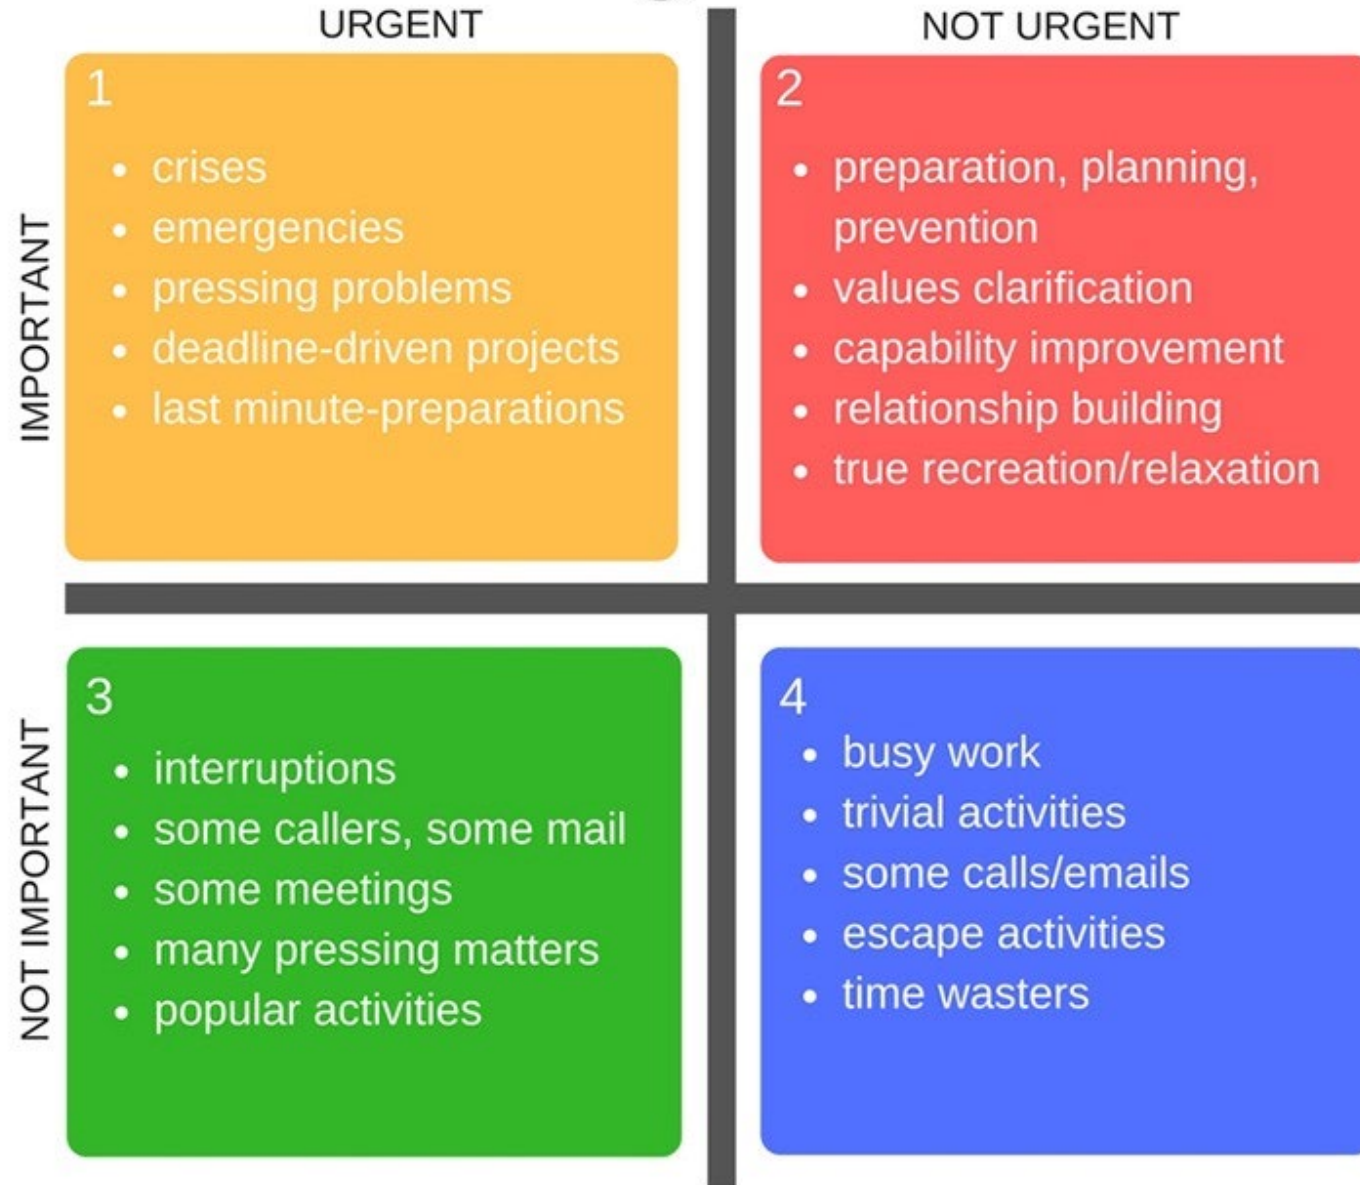 URGENT
NOT URGENT
IMPORTANT
1
• crises
• emergencies
• pressing problems
• deadline-driven projects
• last minute-preparations
2
• preparation, planning,
prevention
• values clarification
• capability improvement
• relationship building
• true recreation/relaxation
NOT IMPORTANT
3
• interruptions
• some callers, some mail
• some meetings
• many pressing matters
• popular activities
4
• busy work
• trivial activities
• some calls/emails
• escape activities
• time wasters